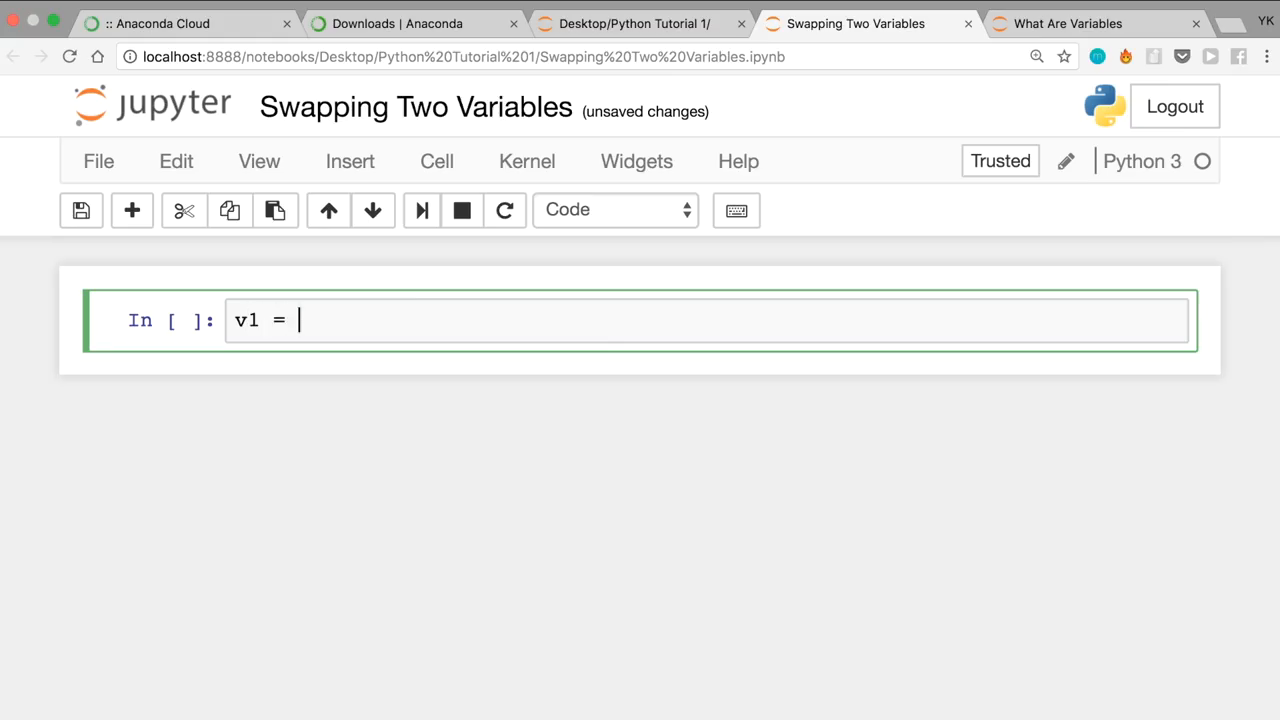 :: Anaconda Cloud
Downloads | Anaconda
Desktop/Python Tutorial 1/
Swapping Two Variables
What Are Variables
YK
localhost:8888/notebooks/Desktop/Python%20Tutorial%201/Swapping%20Two%20Variables.ipynb
jupyter Swapping Two Variables (unsaved changes)
Logout
File Edit View Insert Cell Kernel Widgets Help
Trusted
Python 3
Code
In [ ]: v1 =